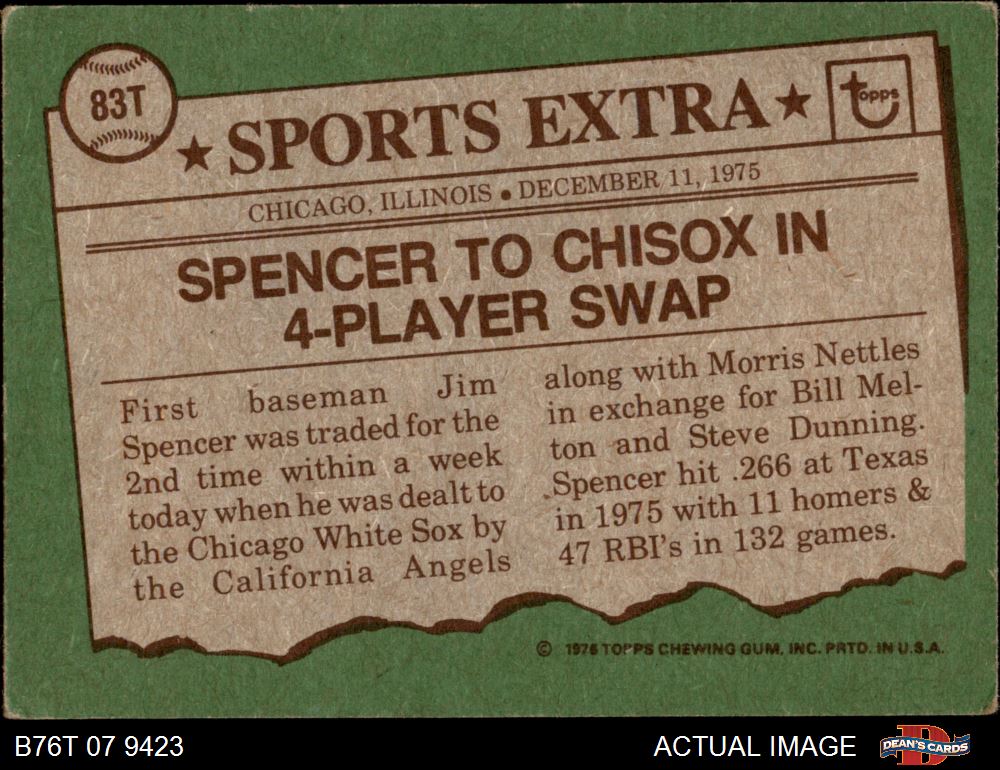 83T
★ SPORTS EXTRA ★
topps
CHICAGO, ILLINOIS • DECEMBER 11, 1975
SPENCER TO CHISOX IN
4-PLAYER SWAP
First baseman Jim
Spencer was traded for the
2nd time within a week
today when he was dealt to
the Chicago White Sox by
the California Angels
along with Morris Nettles
in exchange for Bill Mel-
ton and Steve Dunning.
Spencer hit .266 at Texas
in 1975 with 11 homers &
47 RBI's in 132 games.
© 1976 TOPPS CHEWING GUM, INC. PRTD. IN U.S.A.
B76T 07 9423
ACTUAL IMAGE
D
DEAN'S CARDS